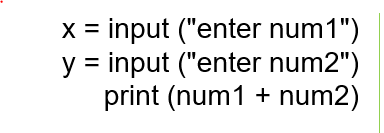 x = input ("enter num1")
y = input ("enter num2")
print (num1 + num2)